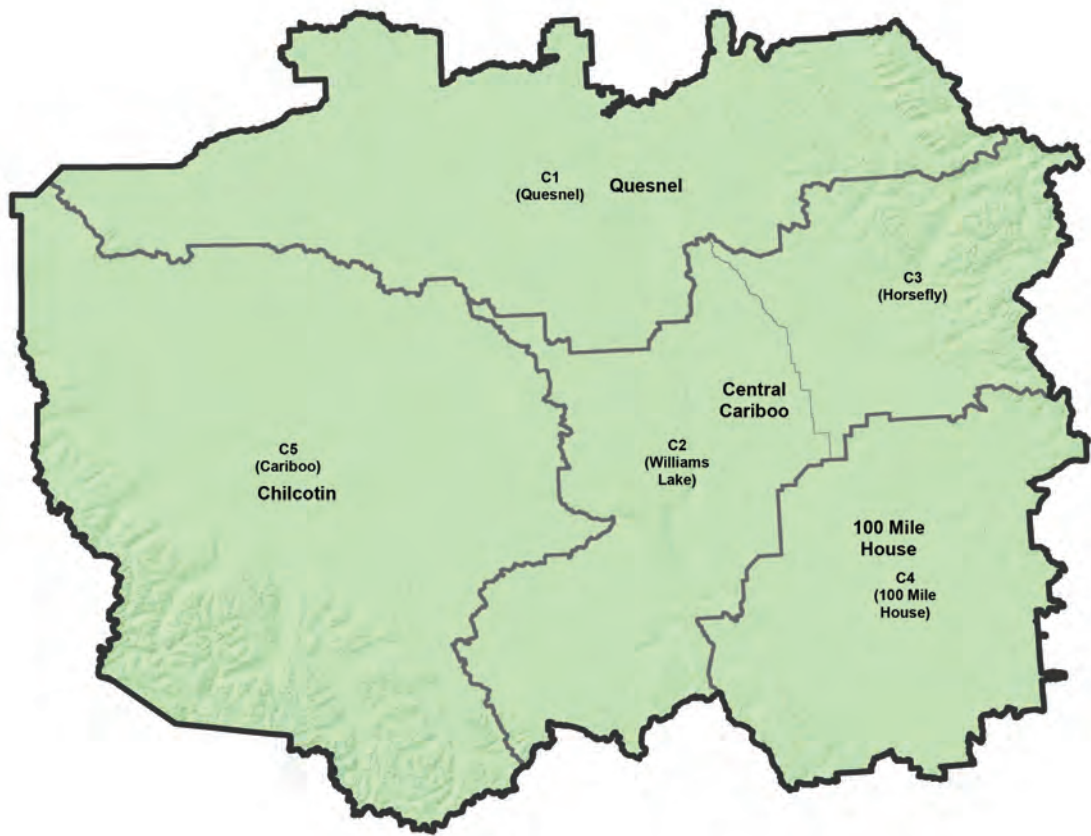 C1
(Quesnel)
Quesnel
C3
(Horsefly)
Central
Cariboo
C2
(Williams
Lake)
C5
(Cariboo)
Chilcotin
100 Mile
House
C4
(100 Mile
House)